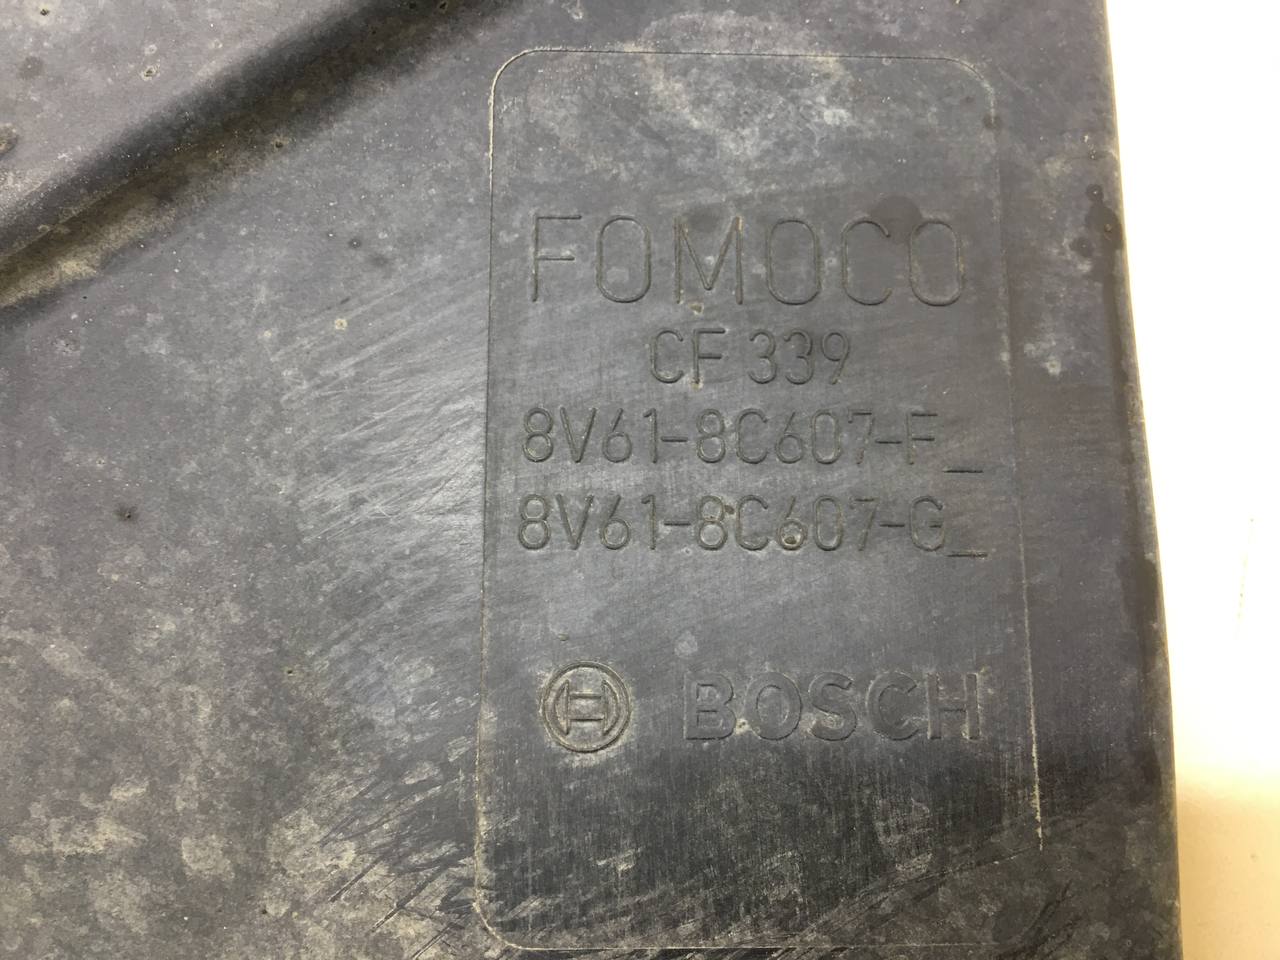 FOMOCO
CF 339
8V61-8C607-F_
8V61-8C607-G_
BOSCH